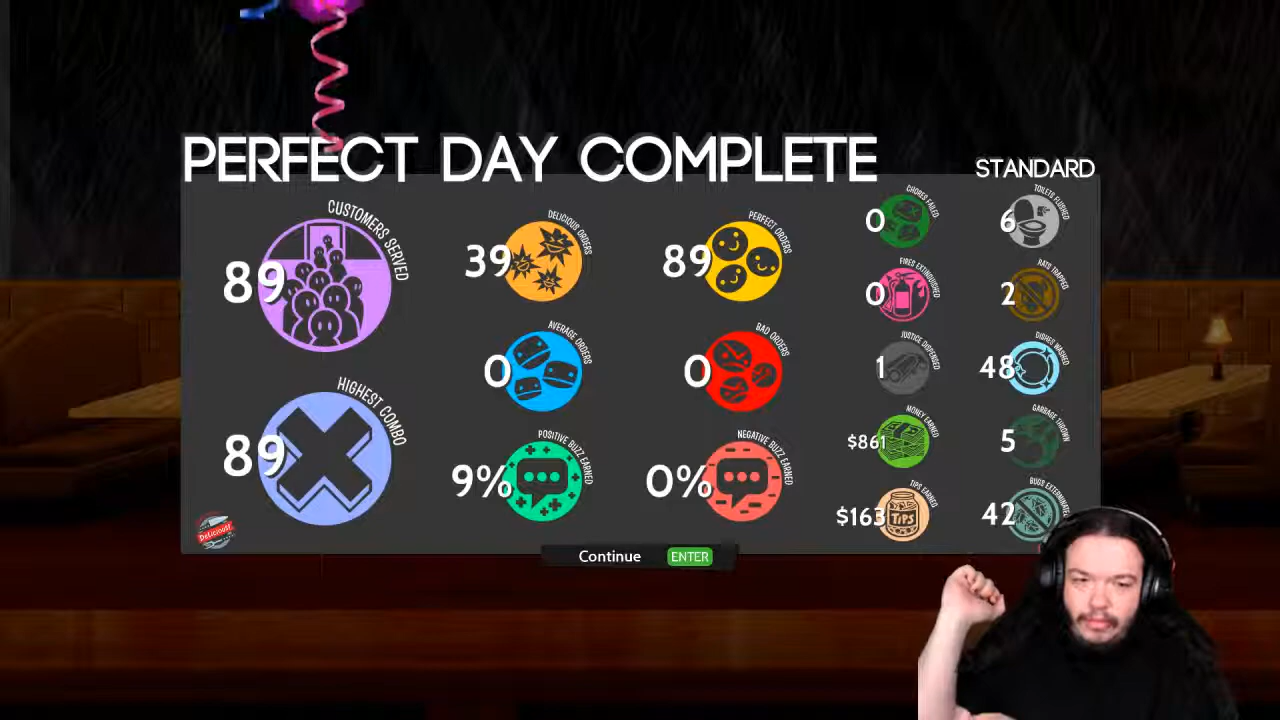 PERFECT DAY COMPLETE
STANDARD
CUSTOMERS SERVED
89
HIGHEST COMBO
89
DELICIOUS ORDERS
39
PERFECT ORDERS
89
AVERAGE ORDERS
0
BAD ORDERS
0
POSITIVE BUZZ EARNED
9%
NEGATIVE BUZZ EARNED
0%
CHORES FAILED
0
TOILETS FLUSHED
6
FIRES EXTINGUISHED
0
RATS TRAPPED
2
JUSTICE DISPENSED
1
DISHES WASHED
48
MONEY EARNED
$861
GARBAGE THROWN
5
TIPS EARNED
$163
TIPS
BUGS EXTERMINATED
42
Delicious!
Continue ENTER